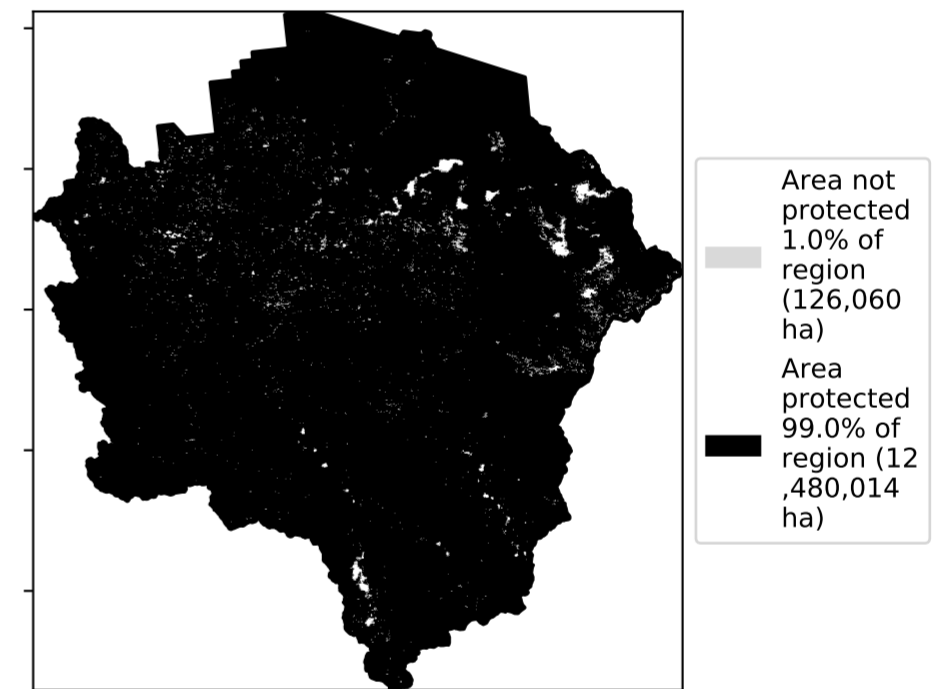 Area not
protected
1.0% of
region
(126,060
ha)
Area
protected
99.0% of
region (12
,480,014
ha)